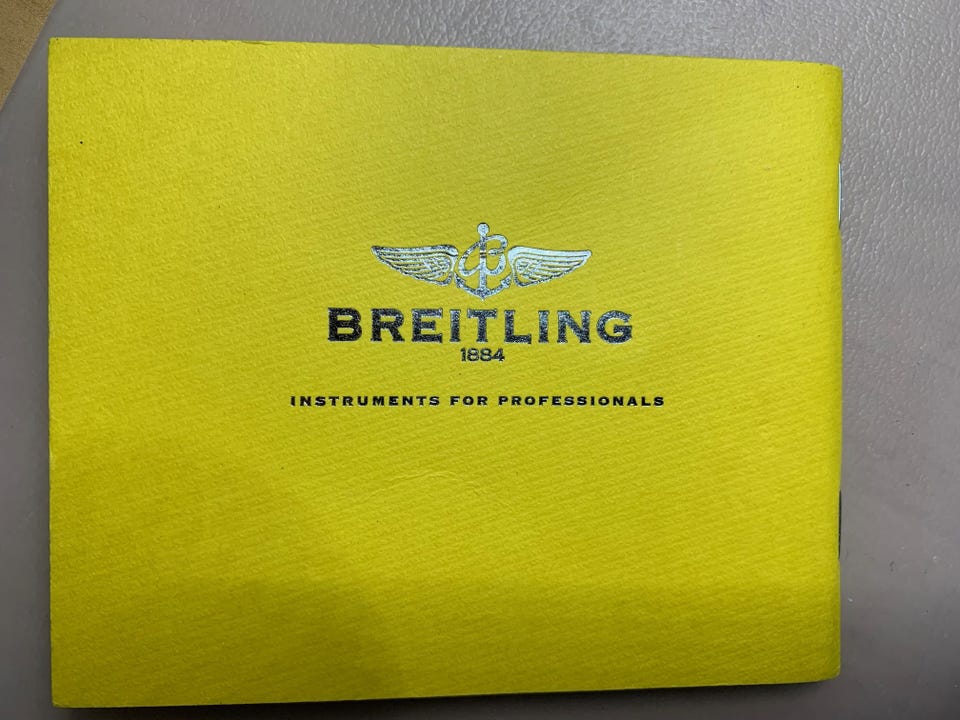 BREITLING
1884
INSTRUMENTS FOR PROFESSIONALS